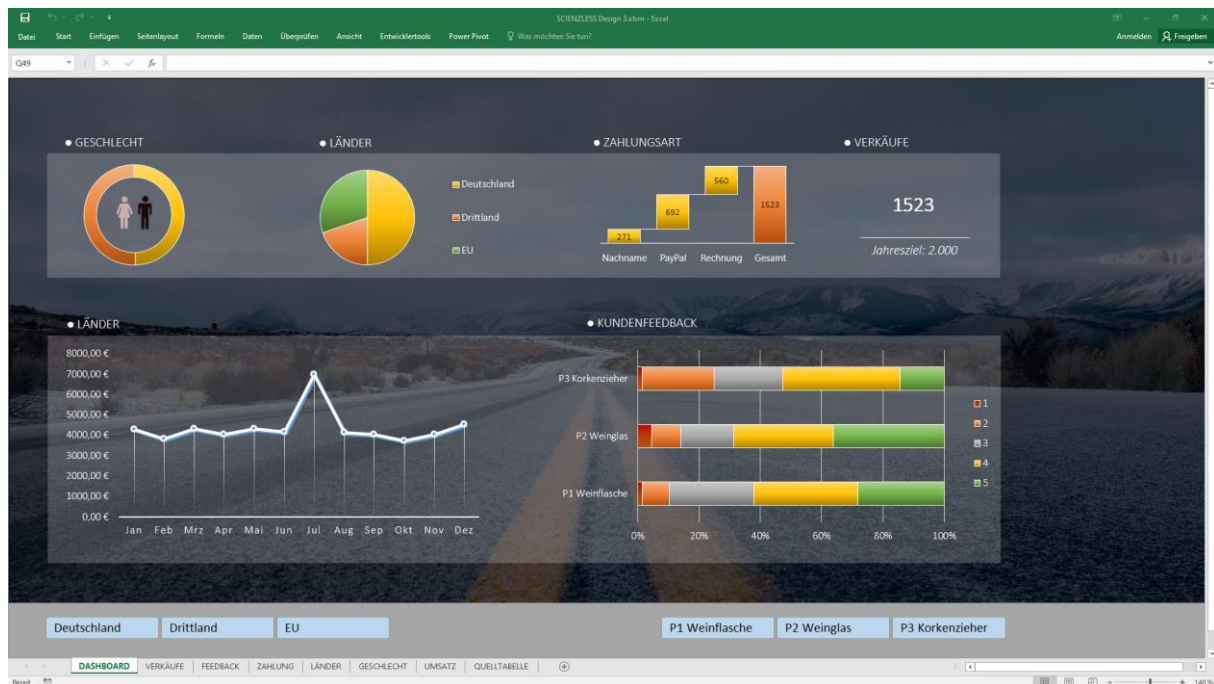 SCIENZLESS Design 3.xlsm - Excel
Datei Start Einfügen Seitenlayout Formeln Daten Überprüfen Ansicht Entwicklertools Power Pivot Was möchten Sie tun? Anmelden Freigeben
Q49 fx
GESCHLECHT
LÄNDER
Deutschland
Drittland
EU
ZAHLUNGSART
271
692
560
1523
Nachname PayPal Rechnung Gesamt
VERKÄUFE
1523
Jahresziel: 2.000
LÄNDER
8000,00 €
7000,00 €
6000,00 €
5000,00 €
4000,00 €
3000,00 €
2000,00 €
1000,00 €
0,00 €
Jan Feb Mrz Apr Mai Jun Jul Aug Sep Okt Nov Dez
KUNDENFEEDBACK
P3 Korkenzieher
P2 Weinglas
P1 Weinflasche
0% 20% 40% 60% 80% 100%
1
2
3
4
5
Deutschland Drittland EU P1 Weinflasche P2 Weinglas P3 Korkenzieher
DASHBOARD VERKÄUFE FEEDBACK ZAHLUNG LÄNDER GESCHLECHT UMSATZ QUELLTABELLE
Bereit 140 %